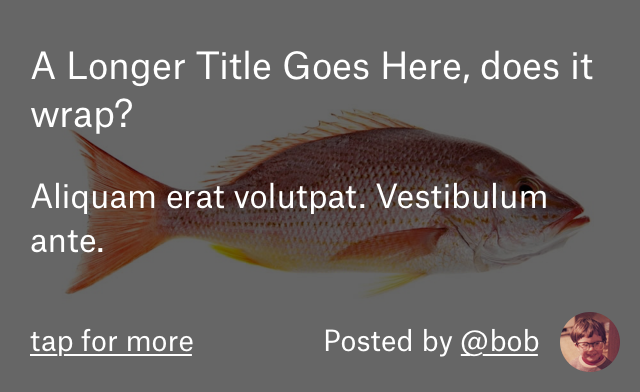 A Longer Title Goes Here, does it
wrap?
Aliquam erat volutpat. Vestibulum
ante.
tap for more
Posted by @bob